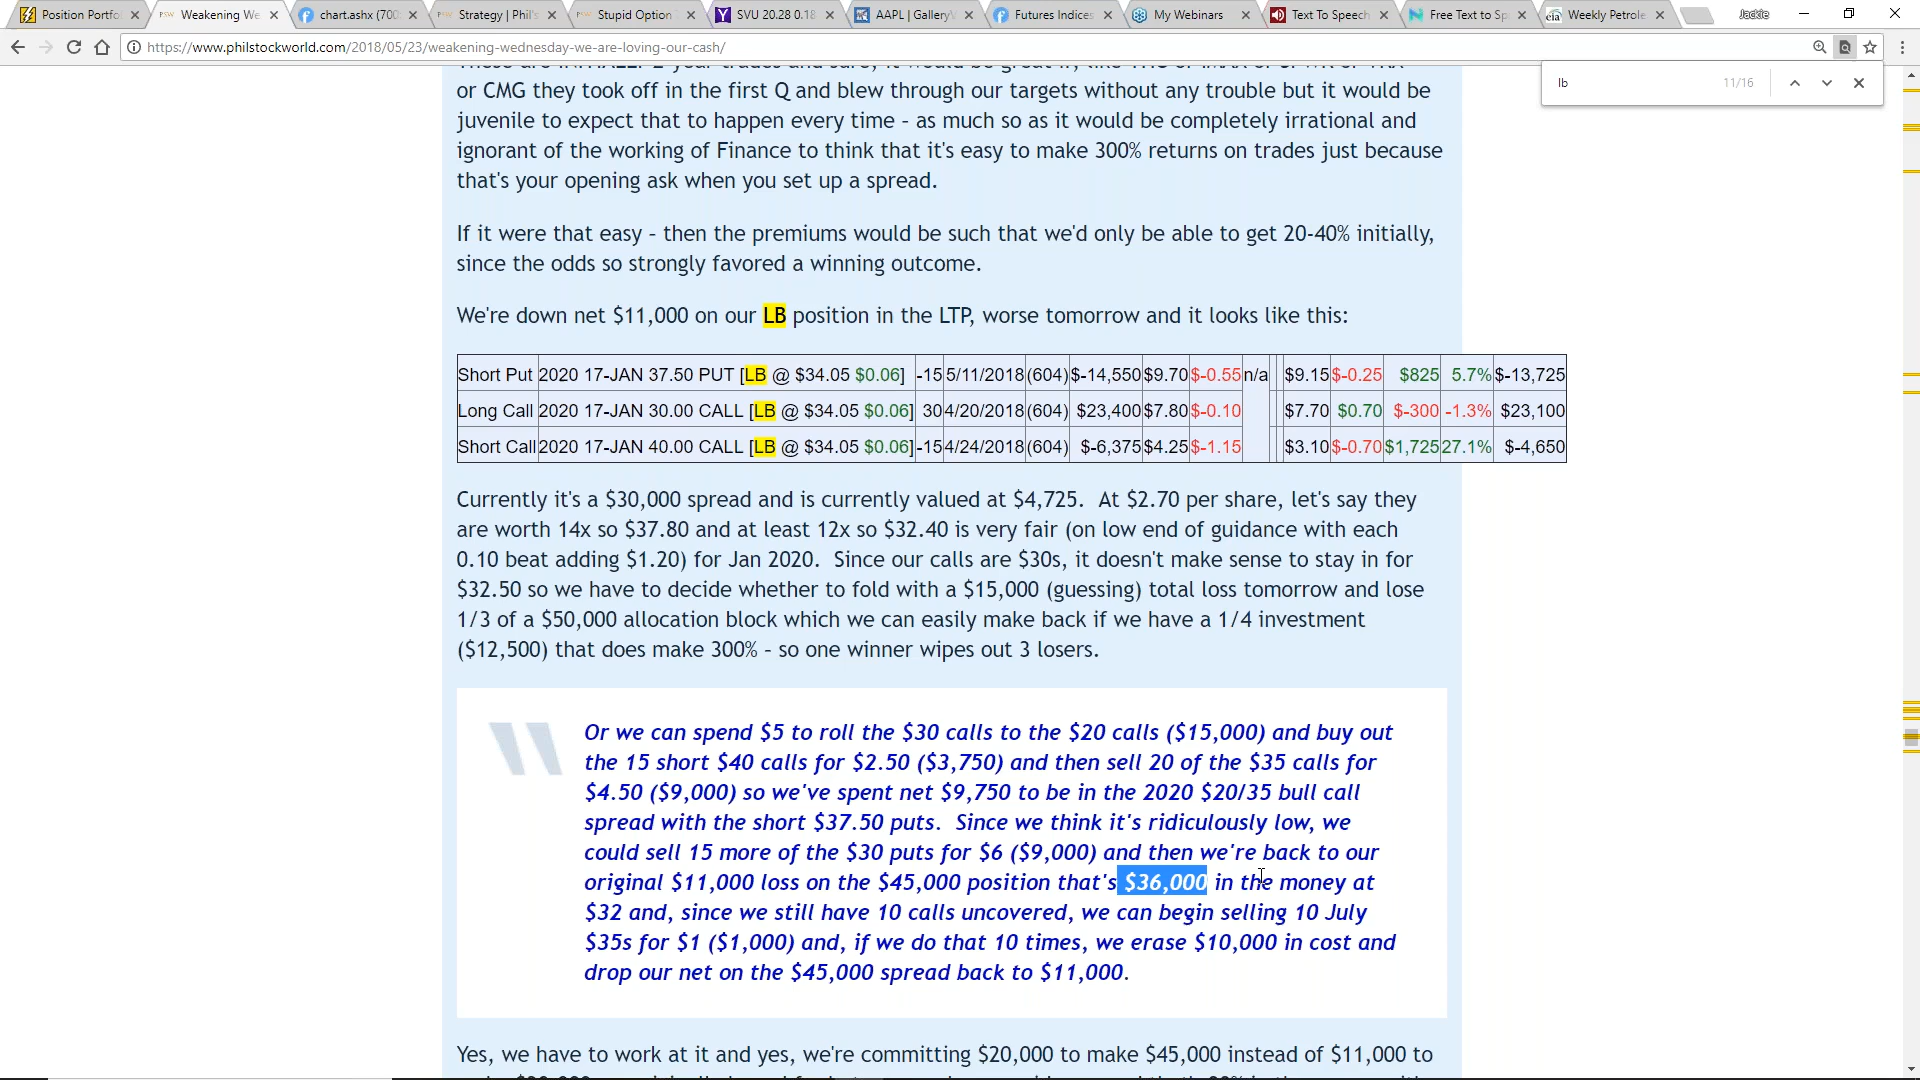 Position Portfo
Weakening We
chart.ashx (700
Strategy | Phil's
Stupid Option
SVU 20.28 0.18
AAPL | Gallery
Futures Indices
My Webinars
Text To Speech
Free Text to Sp
Weekly Petrole
Jackie
https://www.philstockworld.com/2018/05/23/weakening-wednesday-we-are-loving-our-cash/
lb 11/16
or CMG they took off in the first Q and blew through our targets without any trouble but it would be
juvenile to expect that to happen every time – as much so as it would be completely irrational and
ignorant of the working of Finance to think that it's easy to make 300% returns on trades just because
that's your opening ask when you set up a spread.
If it were that easy – then the premiums would be such that we'd only be able to get 20-40% initially,
since the odds so strongly favored a winning outcome.
We're down net $11,000 on our LB position in the LTP, worse tomorrow and it looks like this:
Short Put 2020 17-JAN 37.50 PUT [LB @ $34.05 $0.06] -15 5/11/2018 (604) $-14,550 $9.70 $-0.55 n/a $9.15 $-0.25 $825 5.7% $-13,725
Long Call 2020 17-JAN 30.00 CALL [LB @ $34.05 $0.06] 30 4/20/2018 (604) $23,400 $7.80 $-0.10 $7.70 $0.70 $-300 -1.3% $23,100
Short Call 2020 17-JAN 40.00 CALL [LB @ $34.05 $0.06] -15 4/24/2018 (604) $-6,375 $4.25 $-1.15 $3.10 $-0.70 $1,725 27.1% $-4,650
Currently it's a $30,000 spread and is currently valued at $4,725. At $2.70 per share, let's say they
are worth 14x so $37.80 and at least 12x so $32.40 is very fair (on low end of guidance with each
0.10 beat adding $1.20) for Jan 2020. Since our calls are $30s, it doesn't make sense to stay in for
$32.50 so we have to decide whether to fold with a $15,000 (guessing) total loss tomorrow and lose
1/3 of a $50,000 allocation block which we can easily make back if we have a 1/4 investment
($12,500) that does make 300% – so one winner wipes out 3 losers.
Or we can spend $5 to roll the $30 calls to the $20 calls ($15,000) and buy out
the 15 short $40 calls for $2.50 ($3,750) and then sell 20 of the $35 calls for
$4.50 ($9,000) so we've spent net $9,750 to be in the 2020 $20/35 bull call
spread with the short $37.50 puts. Since we think it's ridiculously low, we
could sell 15 more of the $30 puts for $6 ($9,000) and then we're back to our
original $11,000 loss on the $45,000 position that's $36,000 in the money at
$32 and, since we still have 10 calls uncovered, we can begin selling 10 July
$35s for $1 ($1,000) and, if we do that 10 times, we erase $10,000 in cost and
drop our net on the $45,000 spread back to $11,000.
Yes, we have to work at it and yes, we're committing $20,000 to make $45,000 instead of $11,000 to